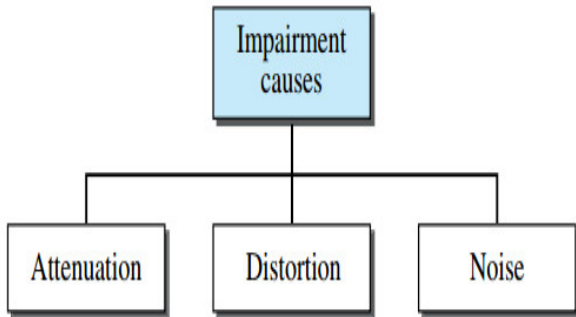 Impairment
causes
Attenuation
Distortion
Noise